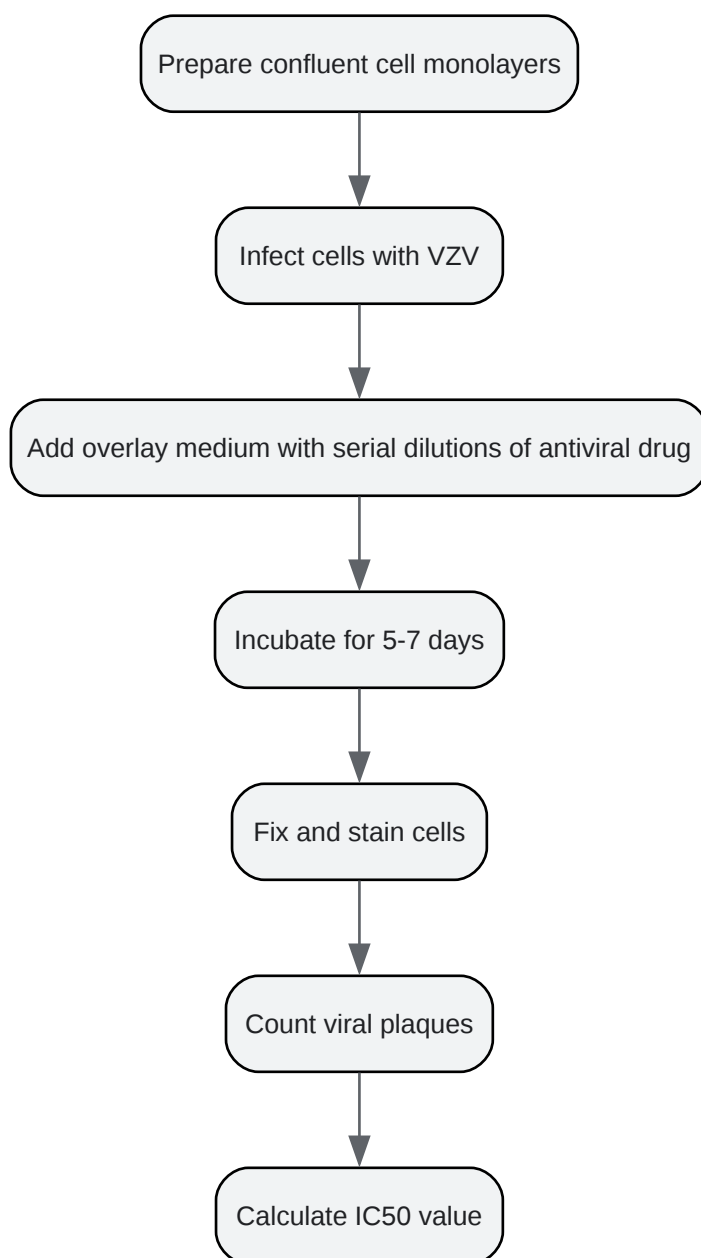 Prepare confluent cell monolayers
Infect cells with VZV
Add overlay medium with serial dilutions of antiviral drug
Incubate for 5-7 days
Fix and stain cells
Count viral plaques
Calculate IC50 value